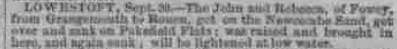 LOWESTOFT, Sept. 30.—The John and Rebecca, of Fowey,
from Grangemouth to Rouen, got on the Newcombe Sand, got
over and sank on Pakefield Flats; was raised and brought in
here, and again sank; will be lightened at low water.